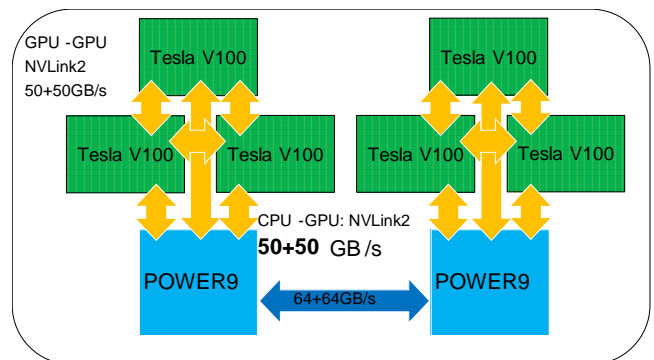 GPU -GPU
NVLink2
50+50GB/s
Tesla V100
Tesla V100
Tesla V100
Tesla V100
Tesla V100
Tesla V100
CPU -GPU: NVLink2
50+50 GB /s
POWER9
64+64GB/s
POWER9